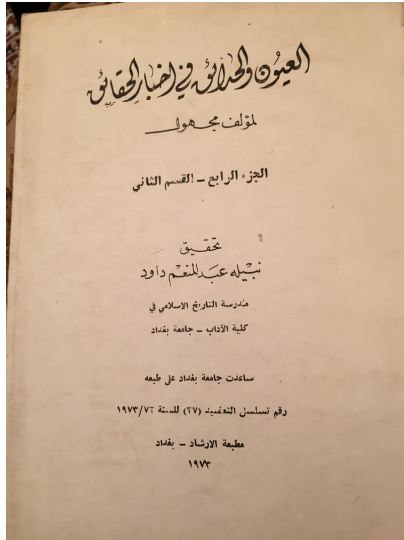 العيون والحدائق في اخبار الحقائق
لمؤلف مجهول
الجزء الرابع ـ القسم الثاني
تحقيق
نبيله عبد المنعم داود
مدرسة التاريخ الاسلامي في
كلية الآداب ـ جامعة بغداد
ساعدت جامعة بغداد على طبعه
رقم تسلسل التعضيد (٢٧) للسنة ١٩٧٣/٧٢
مطبعة الارشاد ـ بغداد
١٩٧٣